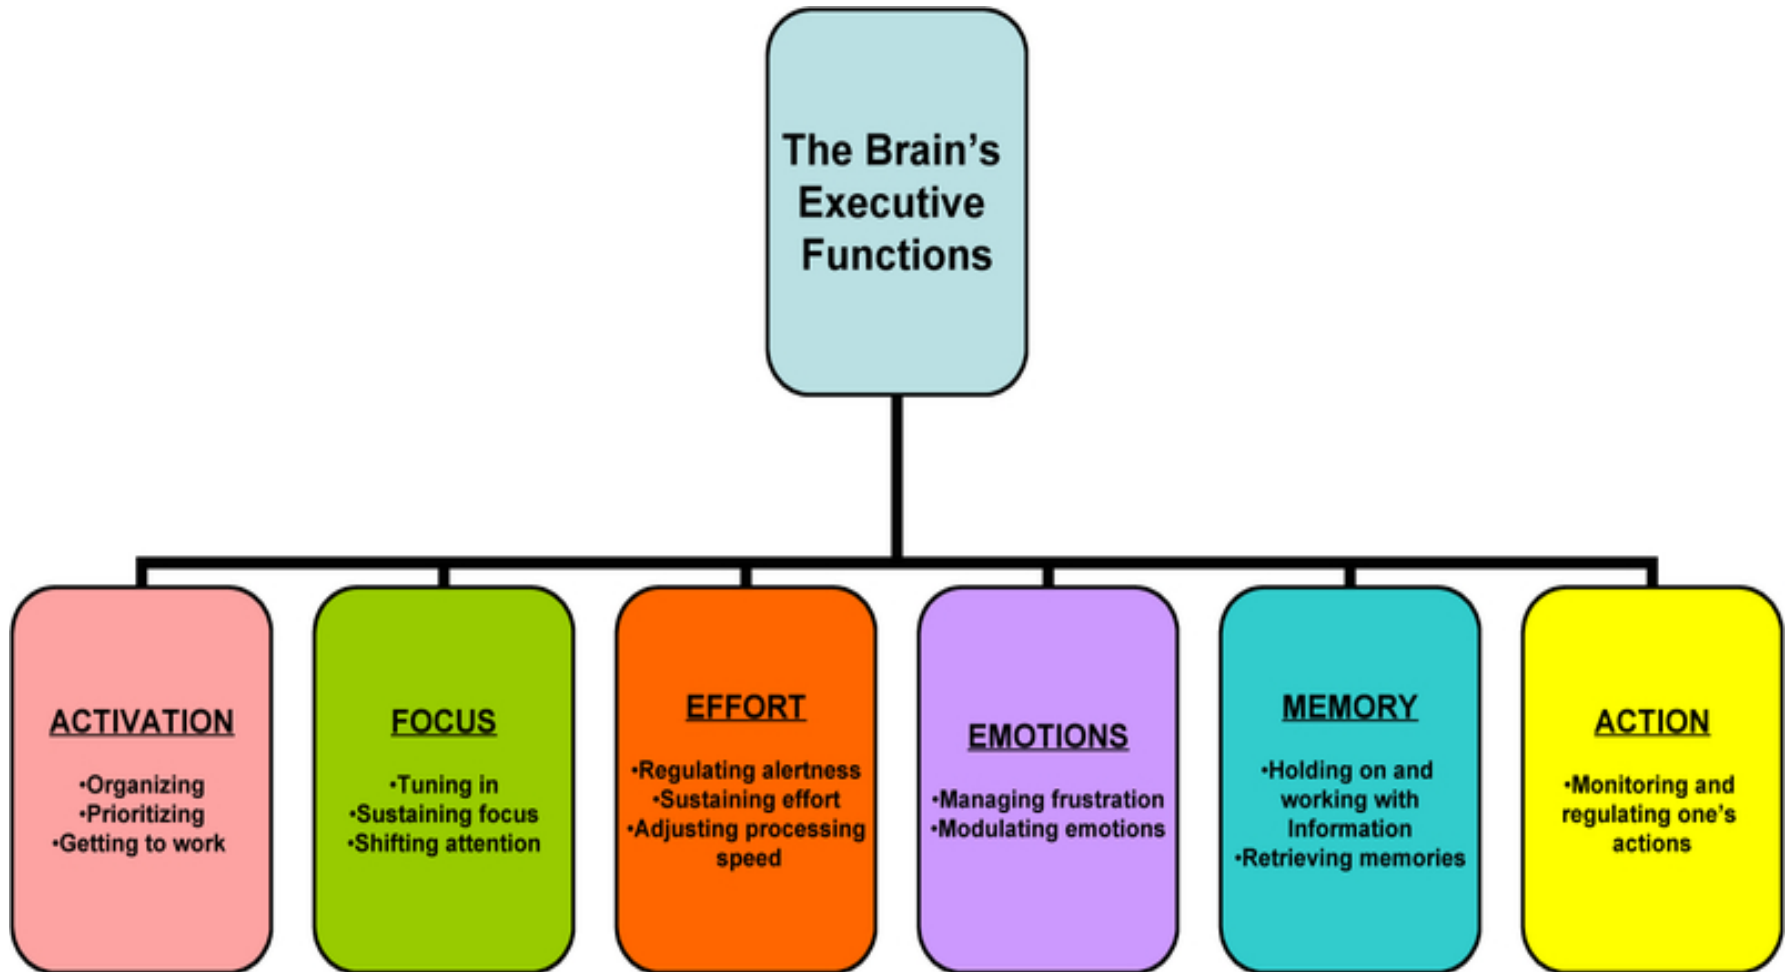 The Brain’s
Executive
Functions
ACTIVATION
•Organizing
•Prioritizing
•Getting to work
FOCUS
•Tuning in
•Sustaining focus
•Shifting attention
EFFORT
•Regulating alertness
•Sustaining effort
•Adjusting processing
speed
EMOTIONS
•Managing frustration
•Modulating emotions
MEMORY
•Holding on and
working with
Information
•Retrieving memories
ACTION
•Monitoring and
regulating one’s
actions